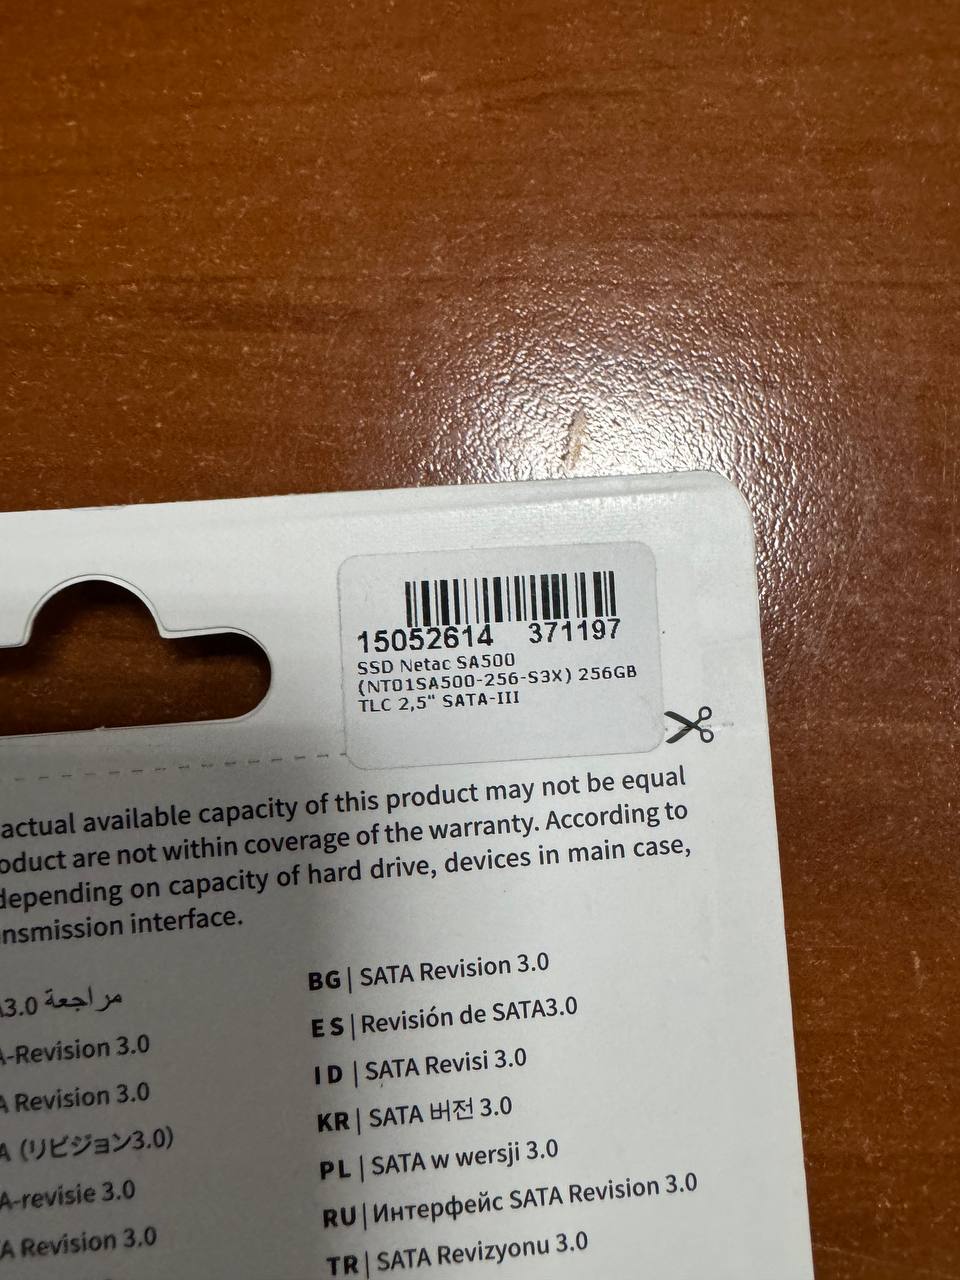 15052614 371197
SSD Netac SA500
(NT01SA500-256-S3X) 256GB
TLC 2,5" SATA-III
actual available capacity of this product may not be equal
oduct are not within coverage of the warranty. According to
depending on capacity of hard drive, devices in main case,
nsmission interface.
A3.0 مراجعة
A-Revision 3.0
A Revision 3.0
A (リビジョン3.0)
A-revisie 3.0
A Revision 3.0
BG | SATA Revision 3.0
ES | Revisión de SATA3.0
ID | SATA Revisi 3.0
KR | SATA 버전 3.0
PL | SATA w wersji 3.0
RU | Интерфейс SATA Revision 3.0
TR | SATA Revizyonu 3.0